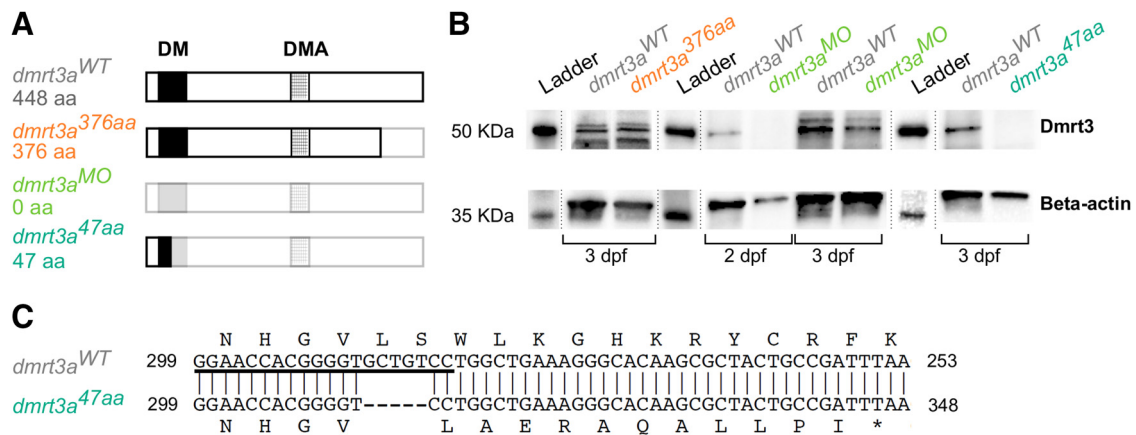 A
DM DMA
dmrt3a^WT
448 aa
dmrt3a^376aa
376 aa
dmrt3a^MO
0 aa
dmrt3a^47aa
47 aa
B
Ladder dmrt3a^WT dmrt3a^376aa Ladder dmrt3a^WT dmrt3a^MO dmrt3a^WT dmrt3a^MO Ladder dmrt3a^WT dmrt3a^47aa
50 KDa Dmrt3
35 KDa Beta-actin
3 dpf 2 dpf 3 dpf 3 dpf
C
N H G V L S W L K G H K R Y C R F K
dmrt3a^WT 299 GGAACCACGGGGTGCTGTCCTGGCTGAAAGGGCACAAGCGCTACTGCCGATTTAA 253
dmrt3a^47aa 299 GGAACCACGGGGT-----CCTGGCTGAAAGGGCACAAGCGCTACTGCCGATTTAA 348
N H G V L A E R A Q A L L P I *